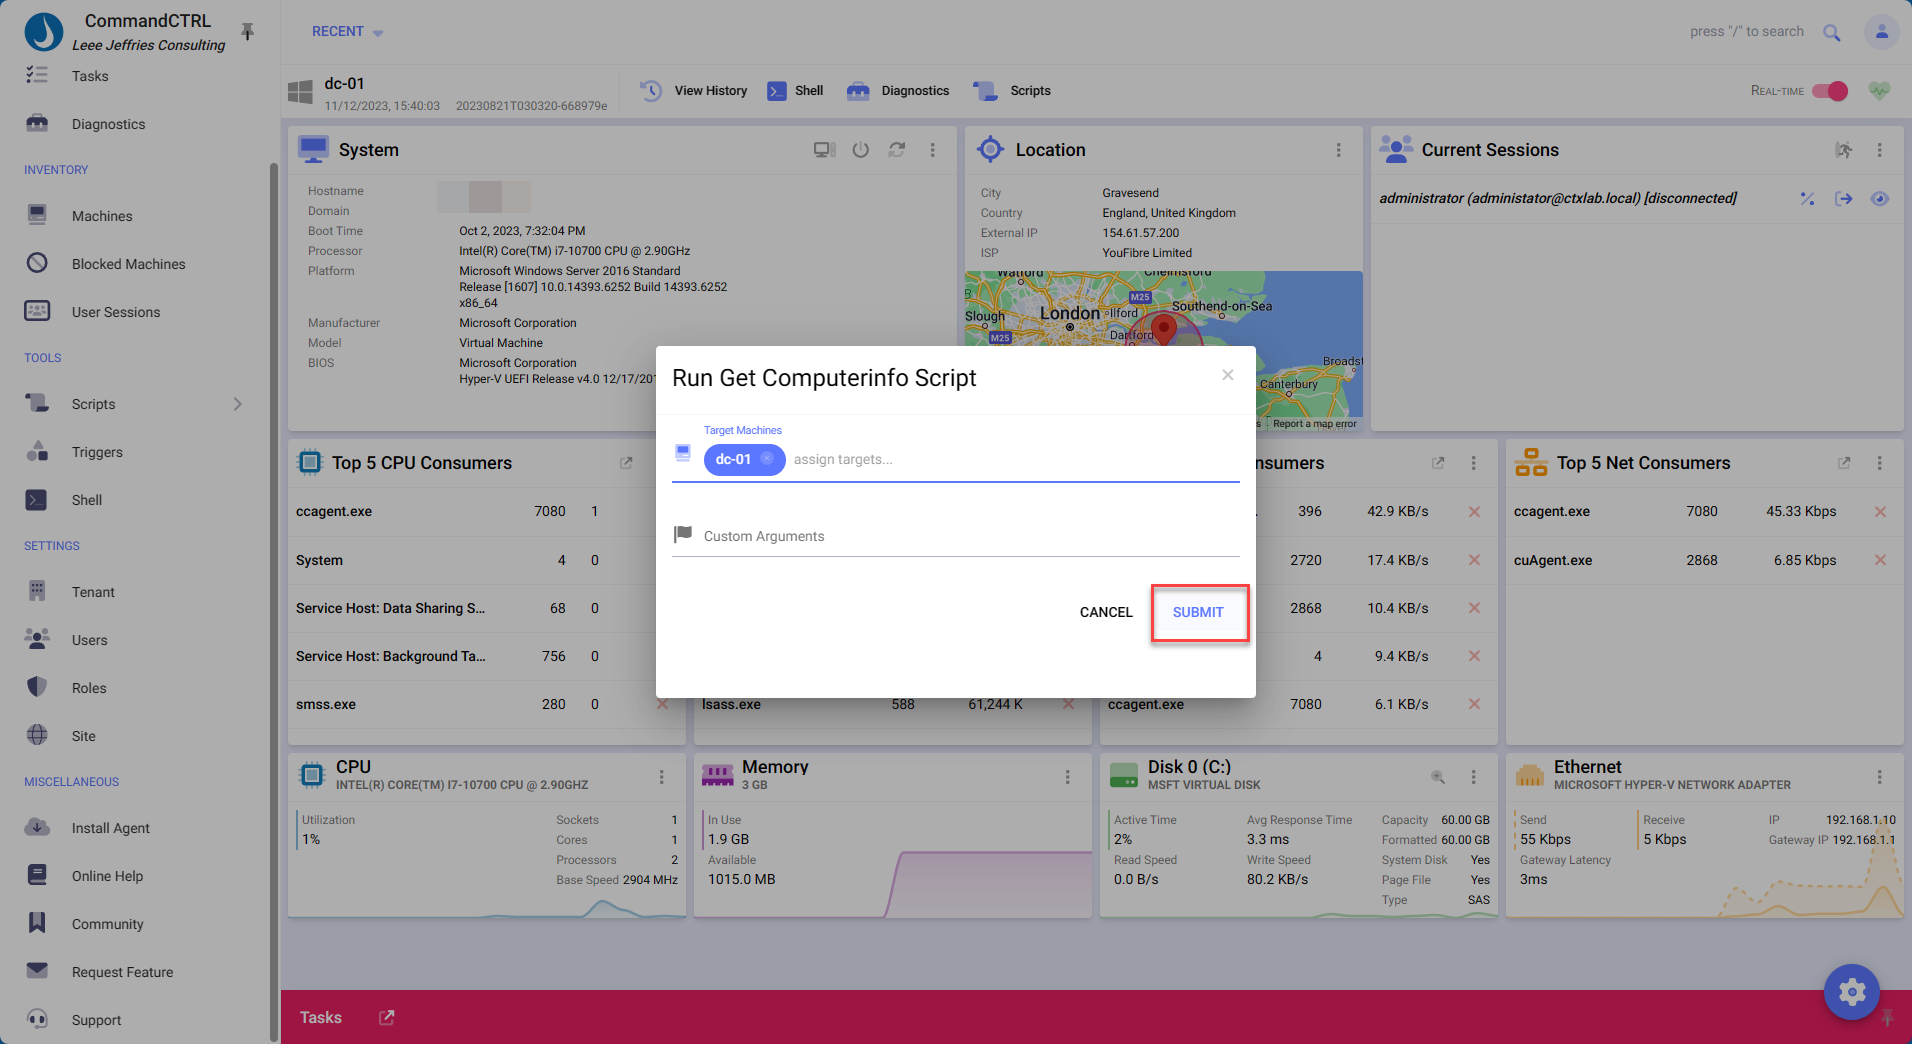 CommandCTRL
Leee Jeffries Consulting
Tasks
Diagnostics
INVENTORY
Machines
Blocked Machines
User Sessions
TOOLS
Scripts
Triggers
Shell
SETTINGS
Tenant
Users
Roles
Site
MISCELLANEOUS
Install Agent
Online Help
Community
Request Feature
Support
RECENT
press "/" to search
dc-01
11/12/2023, 15:40:03 20230821T030320-668979e
View History
Shell
Diagnostics
Scripts
REAL-TIME
System
Hostname
Domain
Boot Time Oct 2, 2023, 7:32:04 PM
Processor Intel(R) Core(TM) i7-10700 CPU @ 2.90GHz
Platform Microsoft Windows Server 2016 Standard
Release [1607] 10.0.14393.6252 Build 14393.6252
x86_64
Manufacturer Microsoft Corporation
Model Virtual Machine
BIOS Microsoft Corporation
Hyper-V UEFI Release v4.0 12/17/201
Location
City Gravesend
Country England, United Kingdom
External IP 154.61.57.200
ISP YouFibre Limited
Watford
Chelmsford
M25
Southend-on-Sea
Slough
London
Ilford
M25
Dartford
Broadst
Canterbury
Report a map error
Current Sessions
administrator (administator@ctxlab.local) [disconnected]
Run Get Computerinfo Script
Target Machines
dc-01 assign targets...
Custom Arguments
CANCEL SUBMIT
Top 5 CPU Consumers
ccagent.exe 7080 1
System 4 0
Service Host: Data Sharing S... 68 0
Service Host: Background Ta... 756 0
smss.exe 280 0
lsass.exe 588 61,244 K
nsumers
396 42.9 KB/s
2720 17.4 KB/s
2868 10.4 KB/s
4 9.4 KB/s
ccagent.exe 7080 6.1 KB/s
Top 5 Net Consumers
ccagent.exe 7080 45.33 Kbps
cuAgent.exe 2868 6.85 Kbps
CPU
INTEL(R) CORE(TM) I7-10700 CPU @ 2.90GHZ
Utilization
1%
Sockets 1
Cores 1
Processors 2
Base Speed 2904 MHz
Memory
3 GB
In Use
1.9 GB
Available
1015.0 MB
Disk 0 (C:)
MSFT VIRTUAL DISK
Active Time Avg Response Time
2% 3.3 ms
Read Speed Write Speed
0.0 B/s 80.2 KB/s
Capacity 60.00 GB
Formatted 60.00 GB
System Disk Yes
Page File Yes
Type SAS
Ethernet
MICROSOFT HYPER-V NETWORK ADAPTER
Send Receive
55 Kbps 5 Kbps
Gateway Latency
3ms
IP 192.168.1.10
Gateway IP 192.168.1.1
Tasks